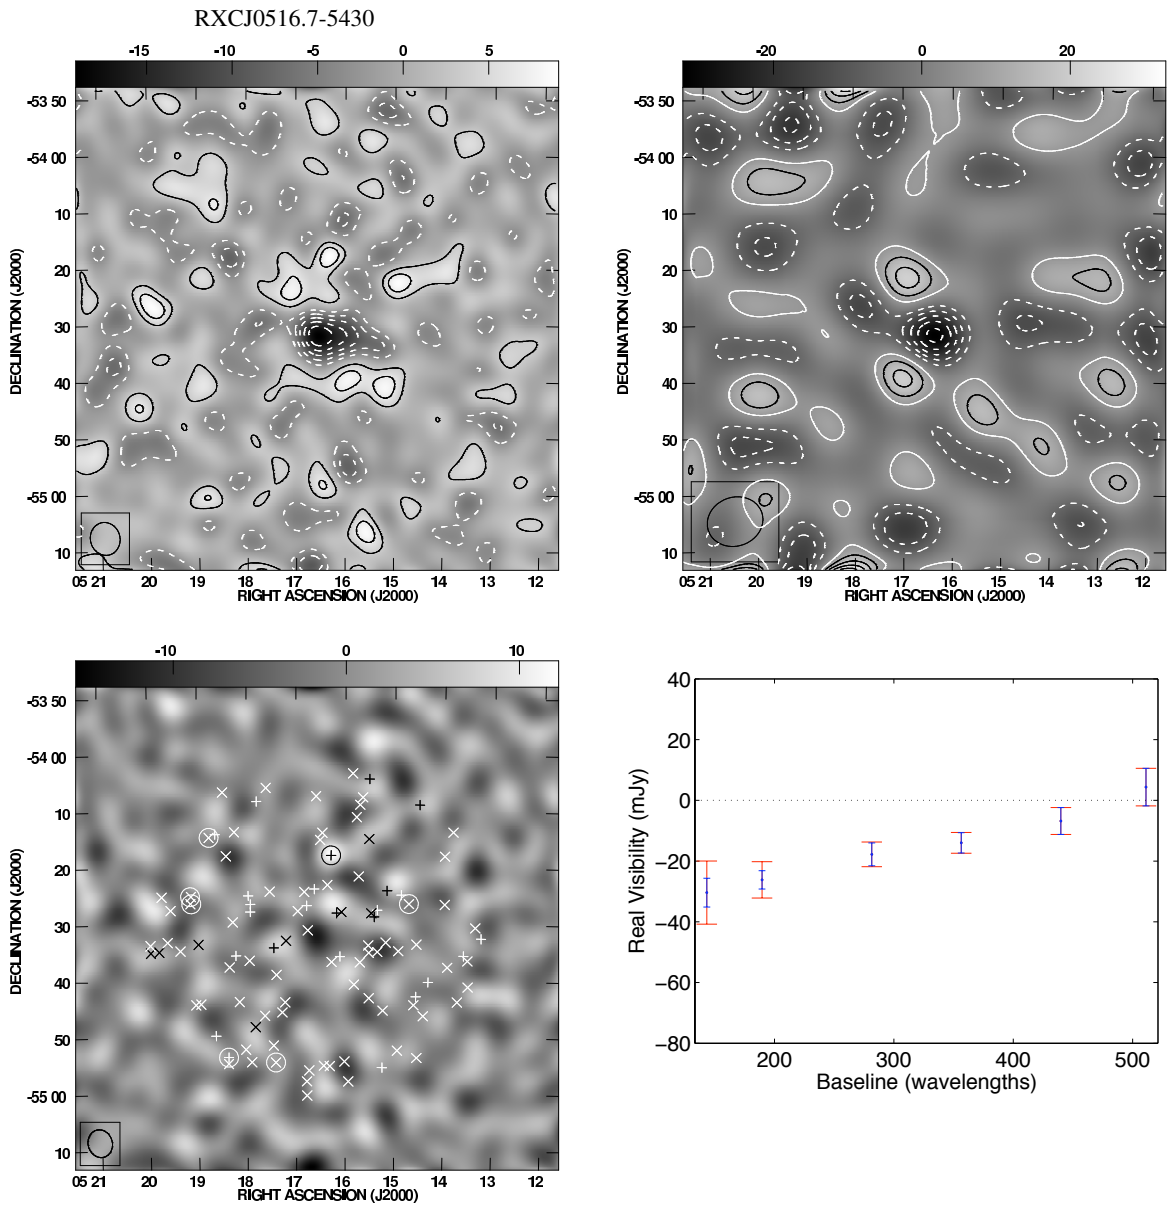 RXCJ0516.7-5430
-15 -10 -5 0 5
-53 50
-54 00
10
20
30
40
50
-55 00
10
DECLINATION (J2000)
05 21 20 19 18 17 16 15 14 13 12
RIGHT ASCENSION (J2000)
-20 0 20
-53 50
-54 00
10
20
30
40
50
-55 00
10
DECLINATION (J2000)
05 21 20 19 18 17 16 15 14 13 12
RIGHT ASCENSION (J2000)
-10 0 10
-53 50
-54 00
10
20
30
40
50
-55 00
10
DECLINATION (J2000)
05 21 20 19 18 17 16 15 14 13 12
RIGHT ASCENSION (J2000)
40
20
0
−20
−40
−60
−80
Real Visibility (mJy)
200 300 400 500
Baseline (wavelengths)